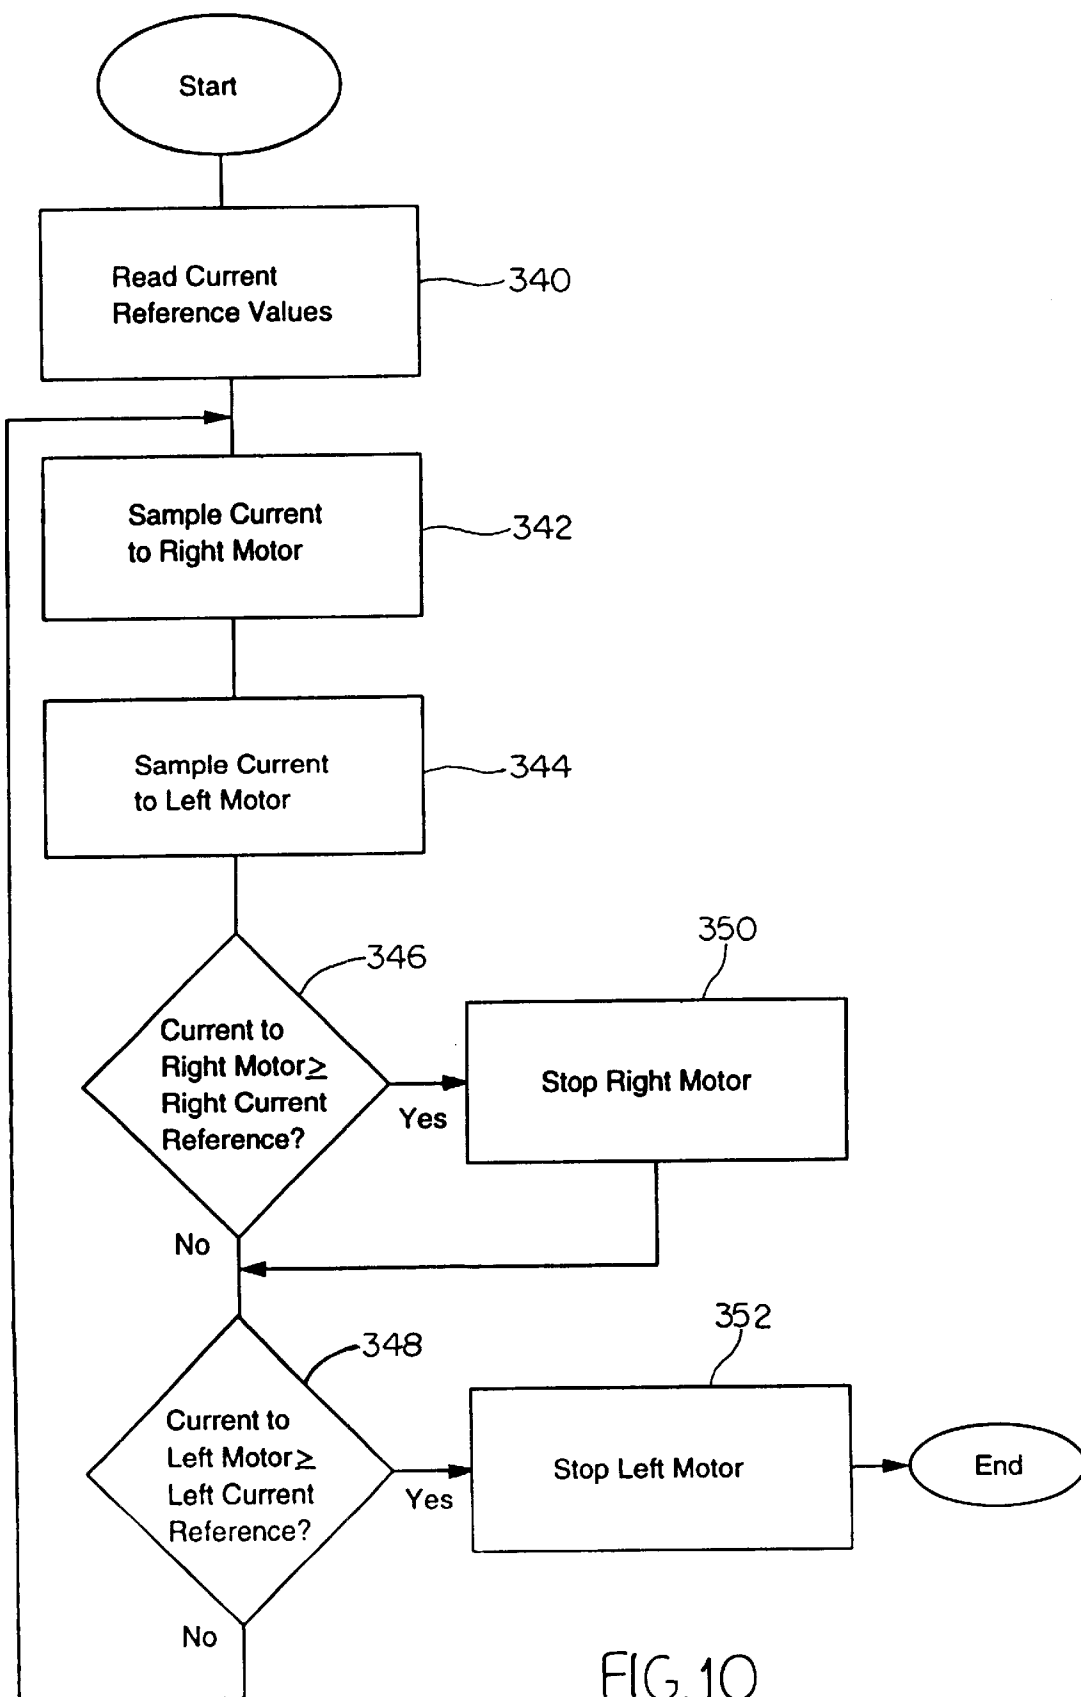 Start
Read Current
Reference Values
340
Sample Current
to Right Motor
342
Sample Current
to Left Motor
344
346
Current to
Right Motor≥
Right Current
Reference?
Yes
350
Stop Right Motor
No
348
Current to
Left Motor≥
Left Current
Reference?
Yes
352
Stop Left Motor
End
No
FIG. 10